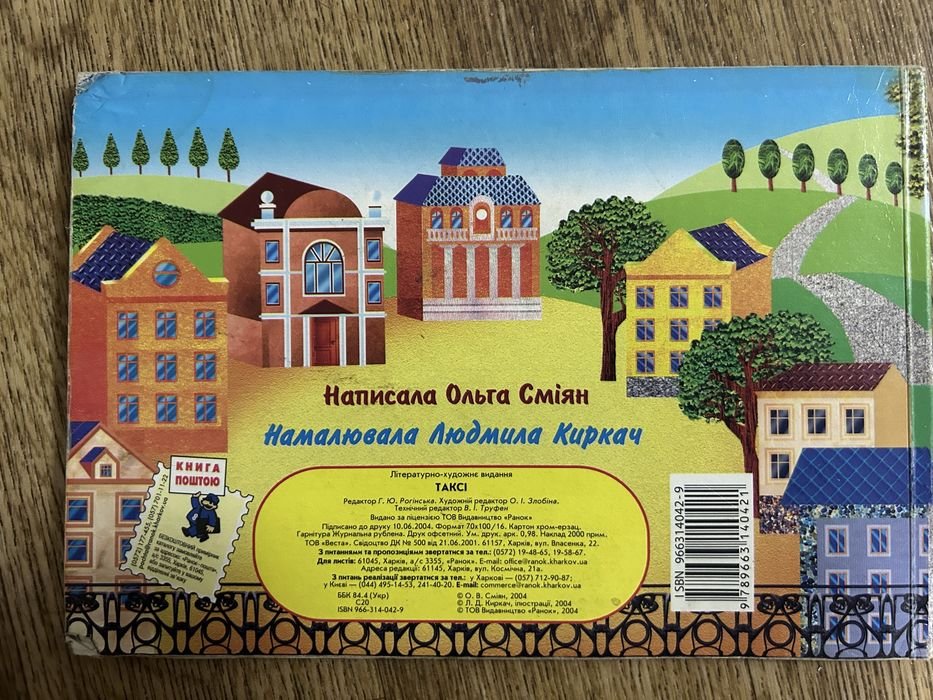 Написала Ольга Сміян
Намалювала Людмила Киркач
КНИГА
ПОШТОЮ
Літературно-художнє видання
ТАКСІ
Редактор Г. Ю. Рогінська. Художній редактор О. І. Злобіна.
Технічний редактор В. І. Труфен
Видано за ліцензією ТОВ Видавництво «Ранок»
Підписано до друку 10.06.2004. Формат 70х100/16. Картон хром-ерзац.
Гарнітура Журнальна рублена. Друк офсетний. Ум. друк. арк. 0,98. Наклад 2000 прим.
ТОВ «Веста». Свідоцтво ДК № 500 від 21.06.2001. 61157, Харків, вул. Власенка, 22.
З питаннями та пропозиціями звертатися за тел.: (0572) 19-48-65, 19-58-67.
Для листів: 61045, Харків, а/с 3355, «Ранок». E-mail: office@ranok.kharkov.ua
Адреса редакції: 61145, Харків, вул. Космічна, 21а.
З питань реалізації звертатися за тел.: у Харкові — (057) 712-90-87;
у Києві — (044) 495-14-53, 241-40-20. E-mail: commerce@ranok.kharkov.ua
ББК 84.4 (Укр)
С20
ISBN 966-314-042-9
© О. В. Сміян, 2004
© Л. Д. Киркач, ілюстрації, 2004
© ТОВ Видавництво «Ранок», 2004
ISBN 966314042-9
9 789663 140421